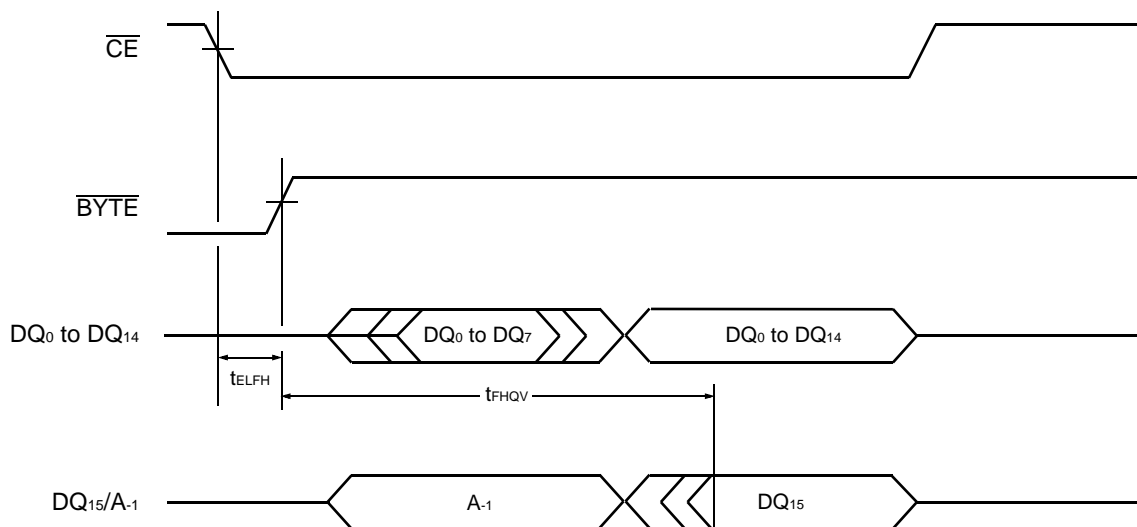 CE
BYTE
DQ0 to DQ14
DQ0 to DQ7
DQ0 to DQ14
tELFH
tFHQV
DQ15/A-1
A-1
DQ15